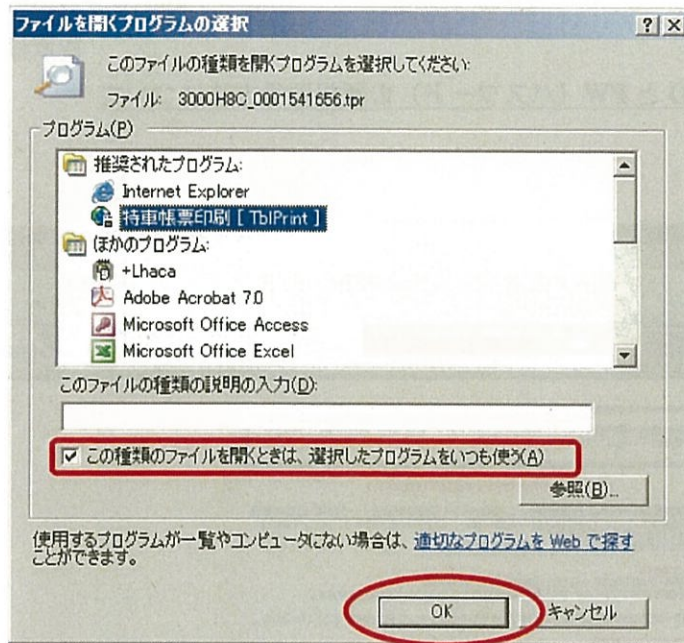 ファイルを開くプログラムの選択
このファイルの種類を開くプログラムを選択してください:
ファイル: 3000H8C_0001541656.tpr
プログラム(P)
推奨されたプログラム:
Internet Explorer
特車帳票印刷 [ TblPrint ]
ほかのプログラム:
+Lhaca
Adobe Acrobat 7.0
Microsoft Office Access
Microsoft Office Excel
このファイルの種類の説明の入力(D):
この種類のファイルを開くときは、選択したプログラムをいつも使う(A)
参照(B)...
使用するプログラムが一覧やコンピュータにない場合は、適切なプログラムを Web で探す
ことができます。
OK
キャンセル